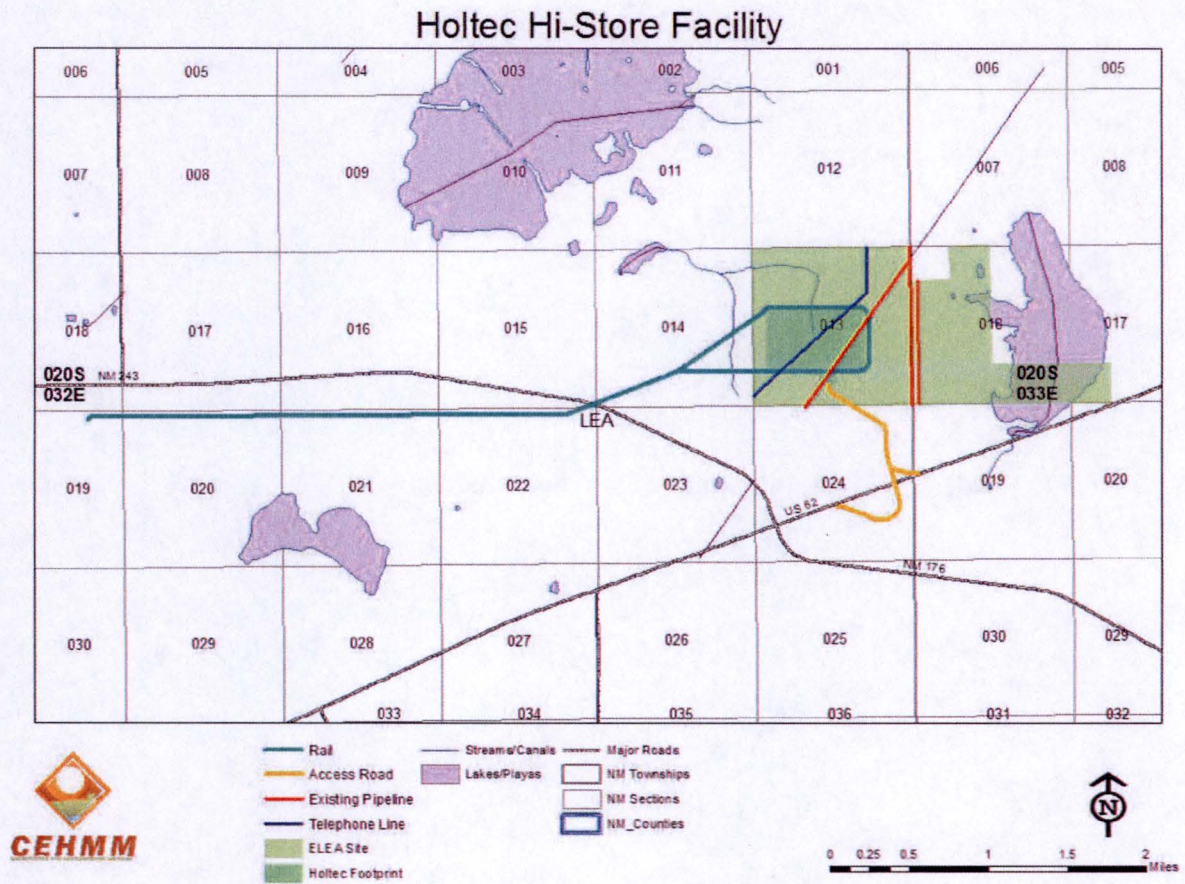 Holtec Hi-Store Facility
006 005 004 003 002 001 006 005
007 008 009 010 011 012 007 008
018 017 016 015 014 013 018 017
020S
032E
NM 243
020S
033E
LEA
019 020 021 022 023 024 019 020
US 62
NM 176
030 029 028 027 026 025 030 029
033 034 035 036 031 032
Rail
Access Road
Existing Pipeline
Telephone Line
ELEA Site
Holtec Footprint
Streams/Canals
Lakes/Playas
Major Roads
NM Townships
NM Sections
NM_Counties
CEHMM
N
0 0.25 0.5 1 1.5 2
Miles